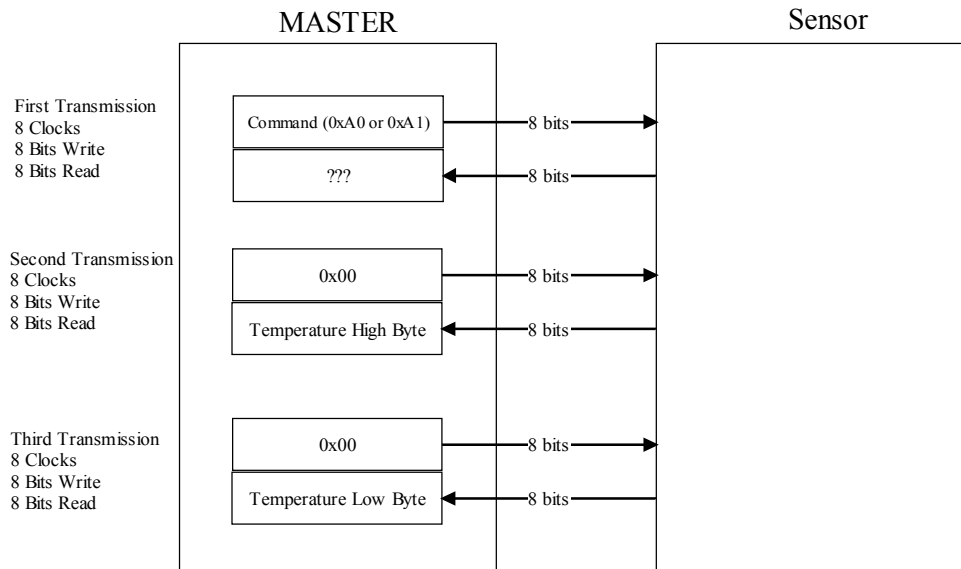 MASTER
Sensor
First Transmission
8 Clocks
8 Bits Write
8 Bits Read
Command (0xA0 or 0xA1)
8 bits
???
8 bits
Second Transmission
8 Clocks
8 Bits Write
8 Bits Read
0x00
8 bits
Temperature High Byte
8 bits
Third Transmission
8 Clocks
8 Bits Write
8 Bits Read
0x00
8 bits
Temperature Low Byte
8 bits